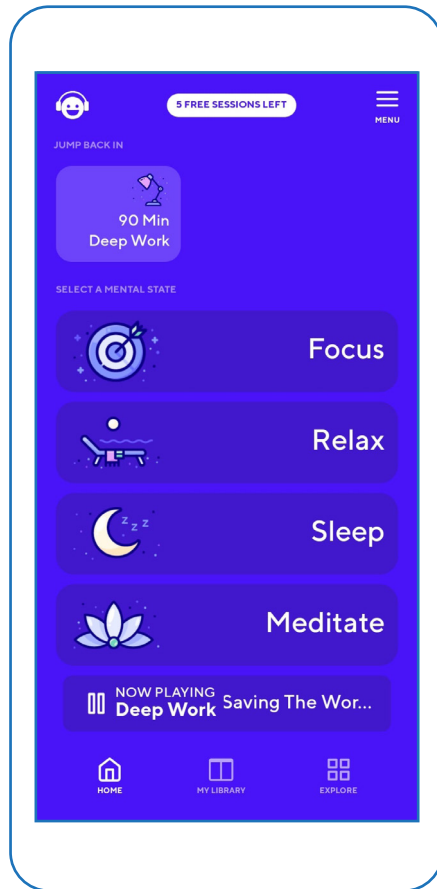 5 FREE SESSIONS LEFT
MENU
JUMP BACK IN
90 Min
Deep Work
SELECT A MENTAL STATE
Focus
Relax
z z z
Sleep
Meditate
NOW PLAYING
Deep Work
Saving The Wor...
HOME
MY LIBRARY
EXPLORE